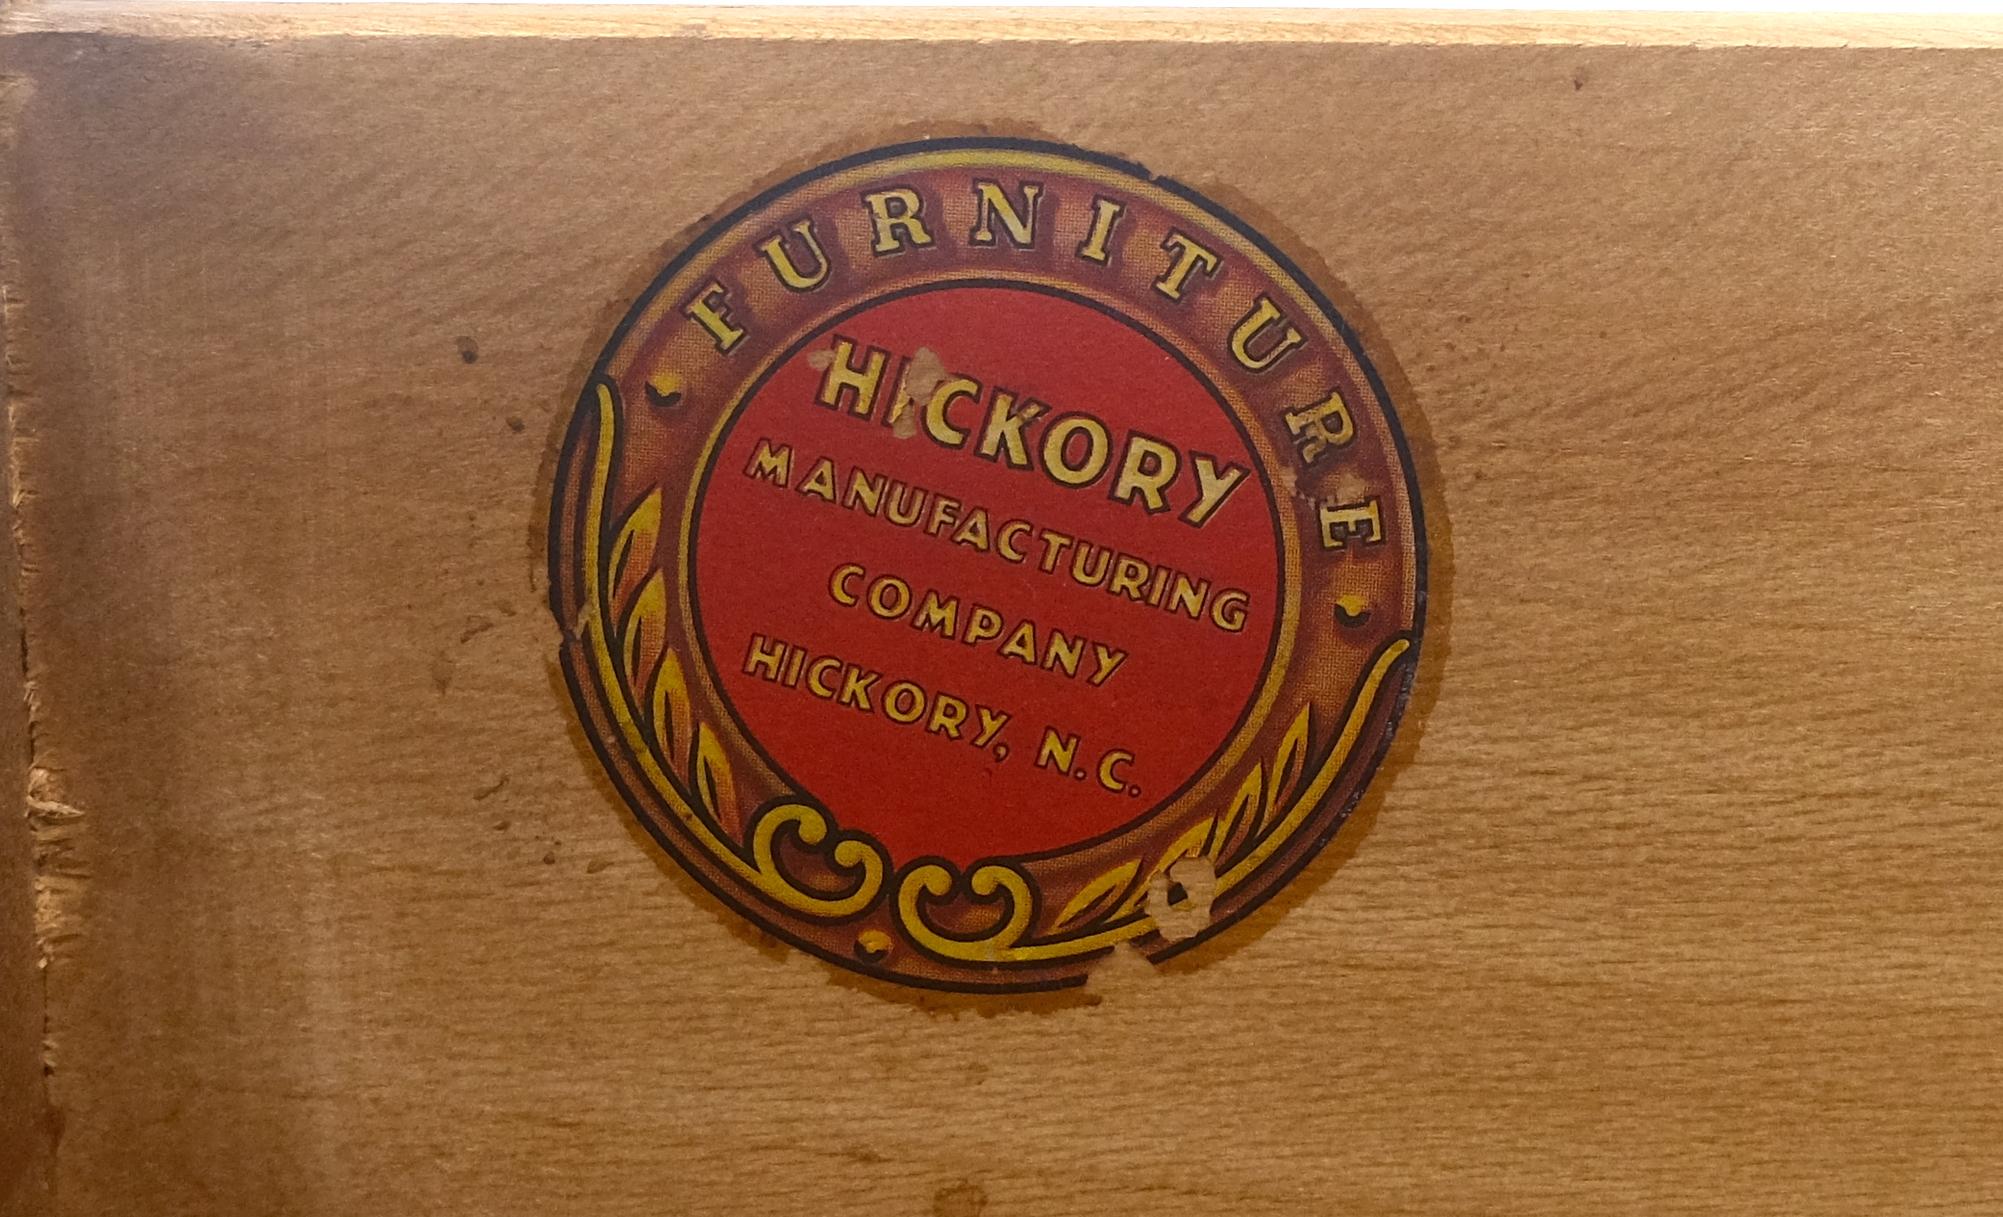 FURNITURE
HICKORY
MANUFACTURING
COMPANY
HICKORY, N.C.